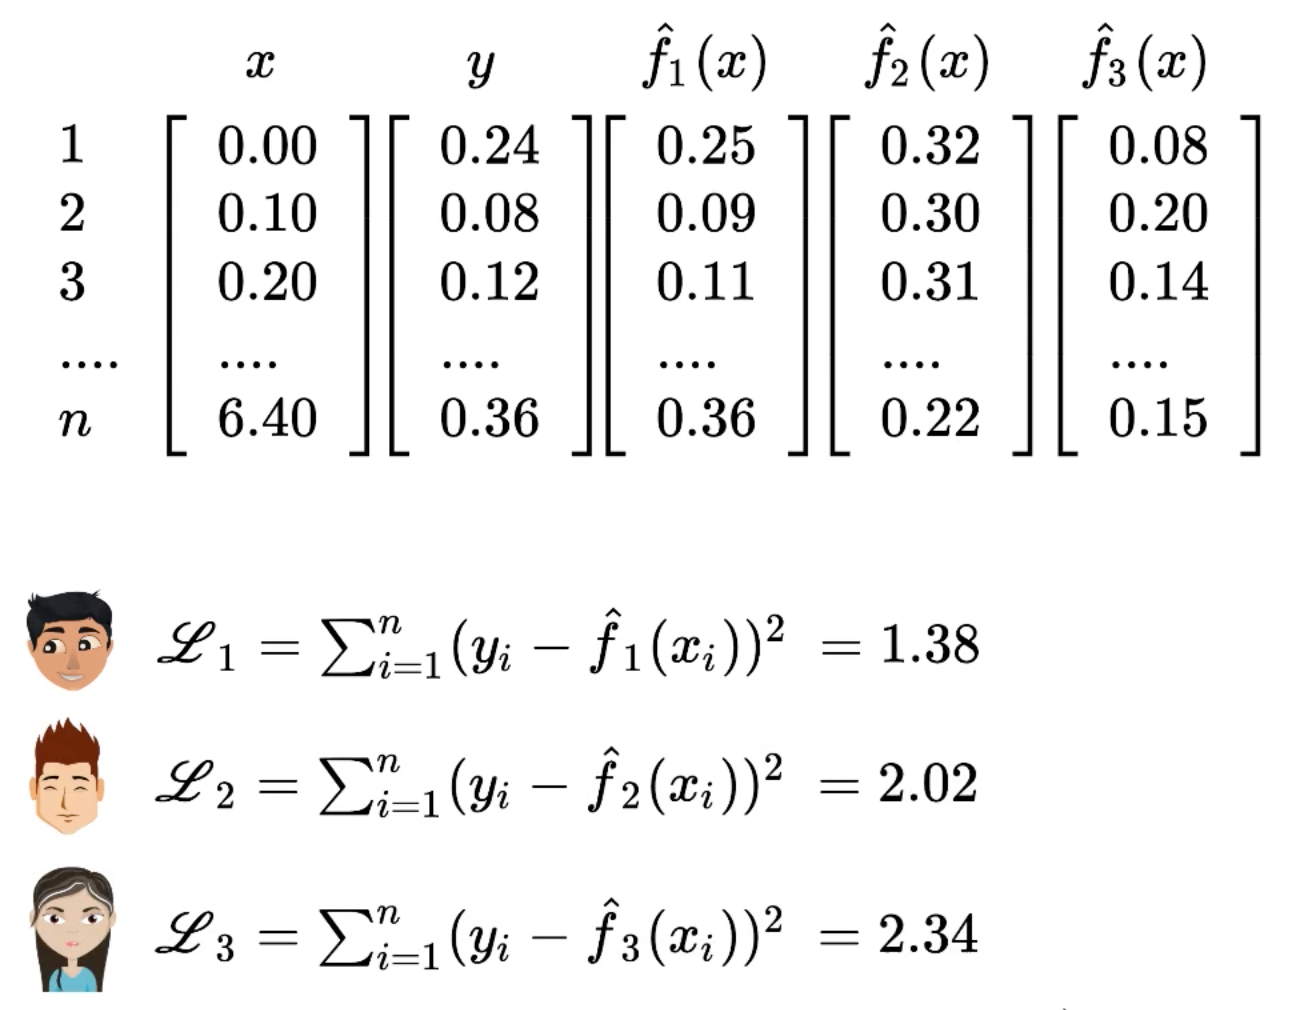 x y f̂₁(x) f̂₂(x) f̂₃(x)
1 0.00 0.24 0.25 0.32 0.08
2 0.10 0.08 0.09 0.30 0.20
3 0.20 0.12 0.11 0.31 0.14
.... .... .... .... .... ....
n 6.40 0.36 0.36 0.22 0.15
ℒ₁ = ∑ⁿᵢ₌₁(yᵢ − f̂₁(xᵢ))² = 1.38
ℒ₂ = ∑ⁿᵢ₌₁(yᵢ − f̂₂(xᵢ))² = 2.02
ℒ₃ = ∑ⁿᵢ₌₁(yᵢ − f̂₃(xᵢ))² = 2.34